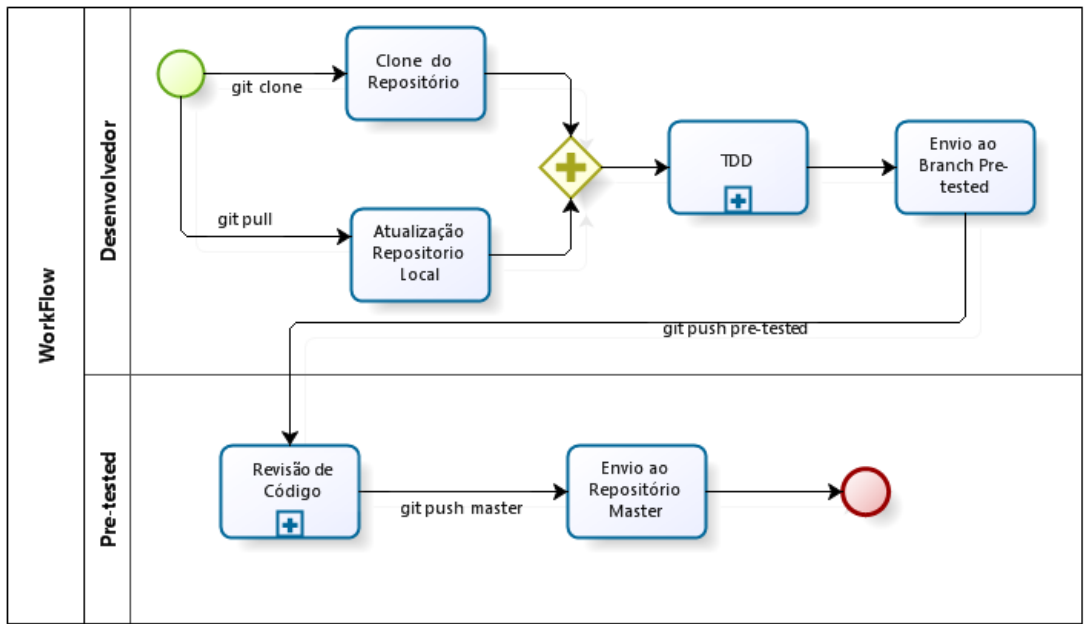 WorkFlow
Desenvolvedor
Clone do
Repositório
git clone
git pull
Atualização
Repositorio
Local
TDD
Envio ao
Branch Pre-
tested
git push pre-tested
Pre-tested
Revisão de
Código
git push master
Envio ao
Repositório
Master